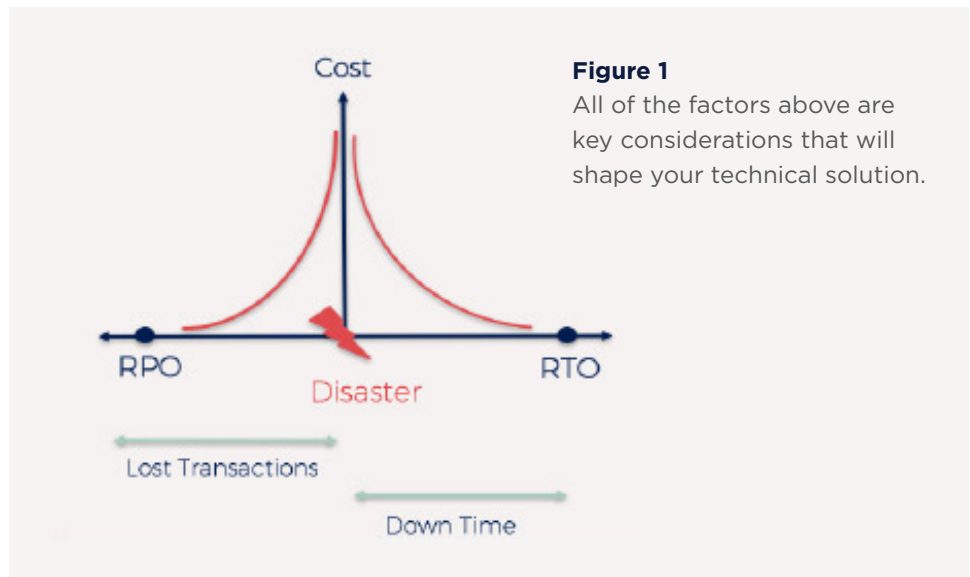 Cost
Figure 1
All of the factors above are
key considerations that will
shape your technical solution.
RPO
RTO
Disaster
Lost Transactions
Down Time